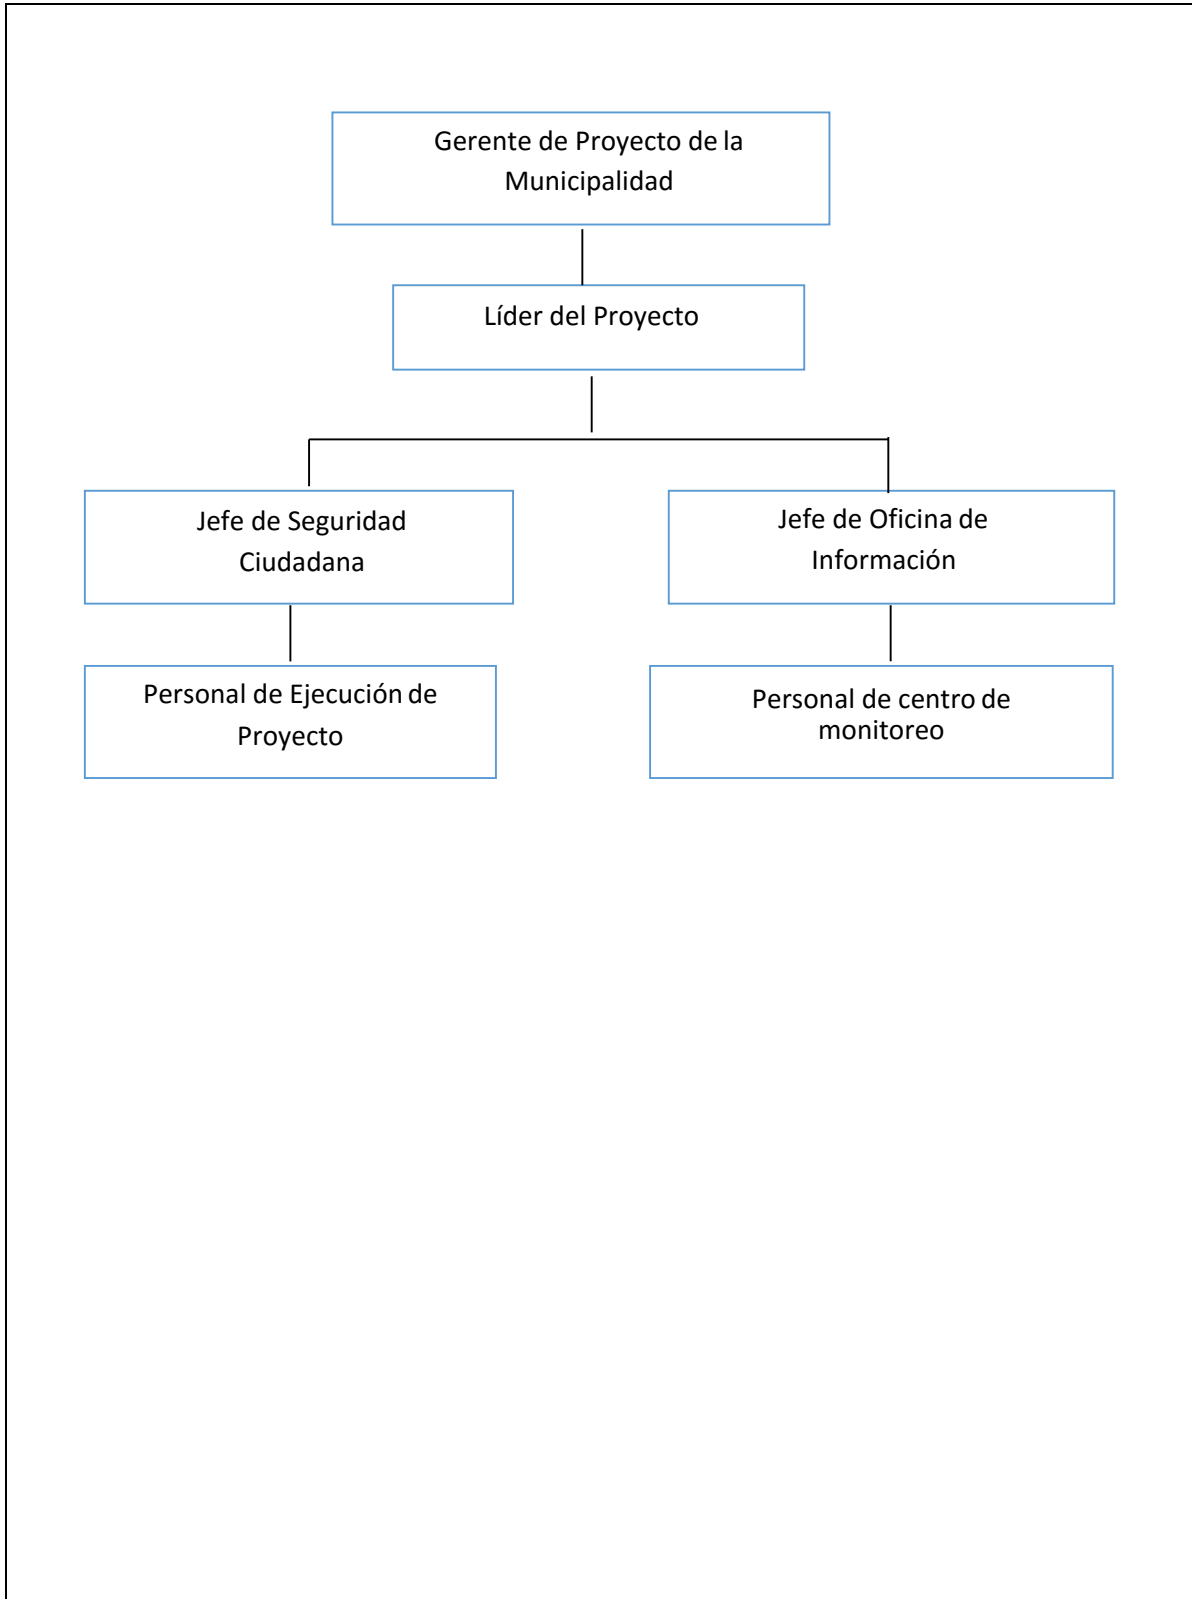 Gerente de Proyecto de la
Municipalidad
Líder del Proyecto
Jefe de Seguridad
Ciudadana
Jefe de Oficina de
Información
Personal de Ejecución de
Proyecto
Personal de centro de
monitoreo